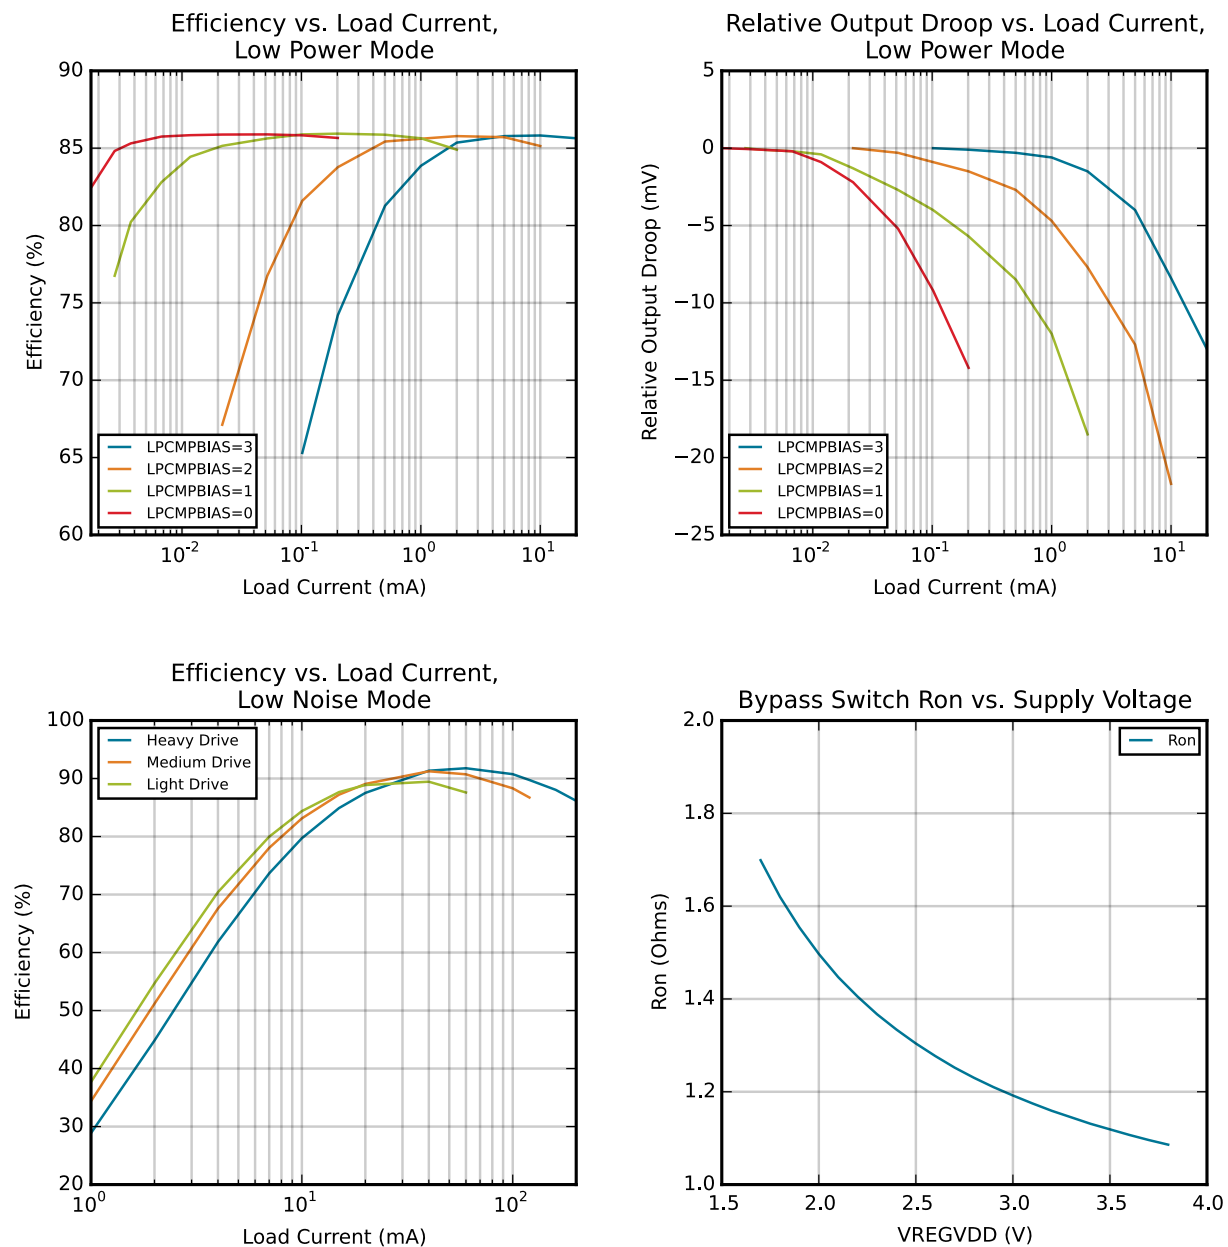 Efficiency vs. Load Current,
Low Power Mode
90
85
80
75
70
65
60
Efficiency (%)
LPCMPBIAS=3
LPCMPBIAS=2
LPCMPBIAS=1
LPCMPBIAS=0
10⁻² 10⁻¹ 10⁰ 10¹
Load Current (mA)
Relative Output Droop vs. Load Current,
Low Power Mode
5
0
−5
−10
−15
−20
−25
Relative Output Droop (mV)
LPCMPBIAS=3
LPCMPBIAS=2
LPCMPBIAS=1
LPCMPBIAS=0
10⁻² 10⁻¹ 10⁰ 10¹
Load Current (mA)
Efficiency vs. Load Current,
Low Noise Mode
100
90
80
70
60
50
40
30
20
Efficiency (%)
Heavy Drive
Medium Drive
Light Drive
10⁰ 10¹ 10²
Load Current (mA)
Bypass Switch Ron vs. Supply Voltage
2.0
1.8
1.6
1.4
1.2
1.0
Ron (Ohms)
Ron
1.5 2.0 2.5 3.0 3.5 4.0
VREGVDD (V)